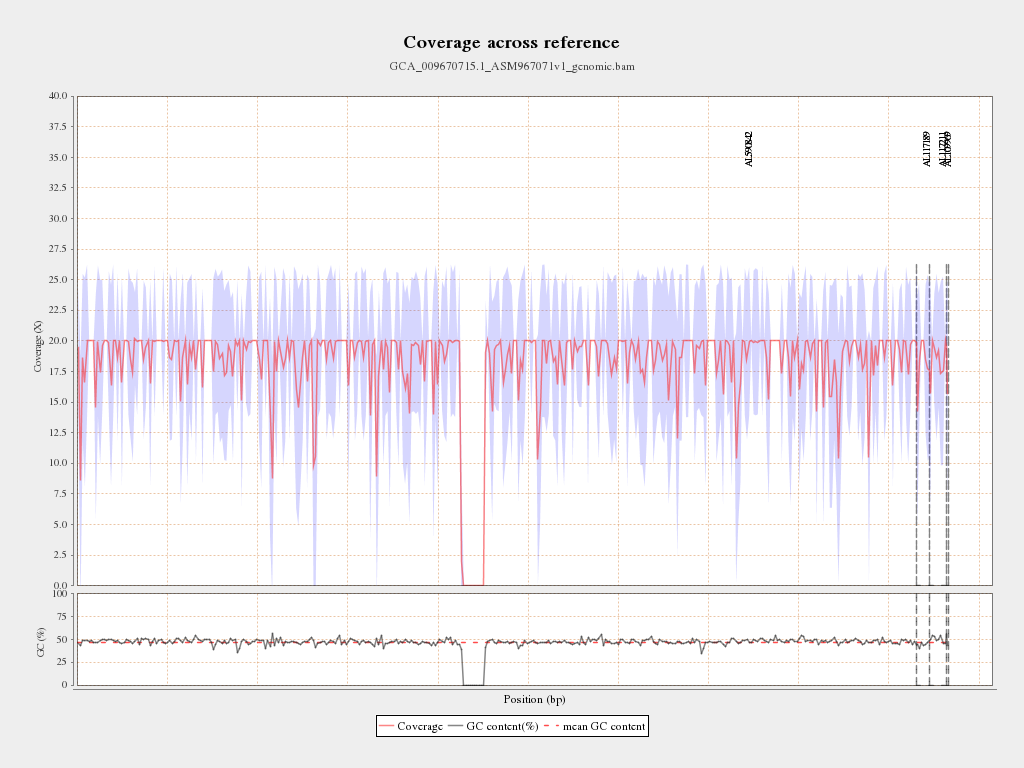 Coverage across reference
GCA_009670715.1_ASM967071v1_genomic.bam
40.0
37.5
35.0
32.5
30.0
27.5
25.0
22.5
20.0
17.5
15.0
12.5
10.0
7.5
5.0
2.5
0.0
Coverage (X)
AL590842
AL117189
AL117211
AL109969
100
75
50
25
0
GC (%)
Position (bp)
Coverage GC content(%) mean GC content